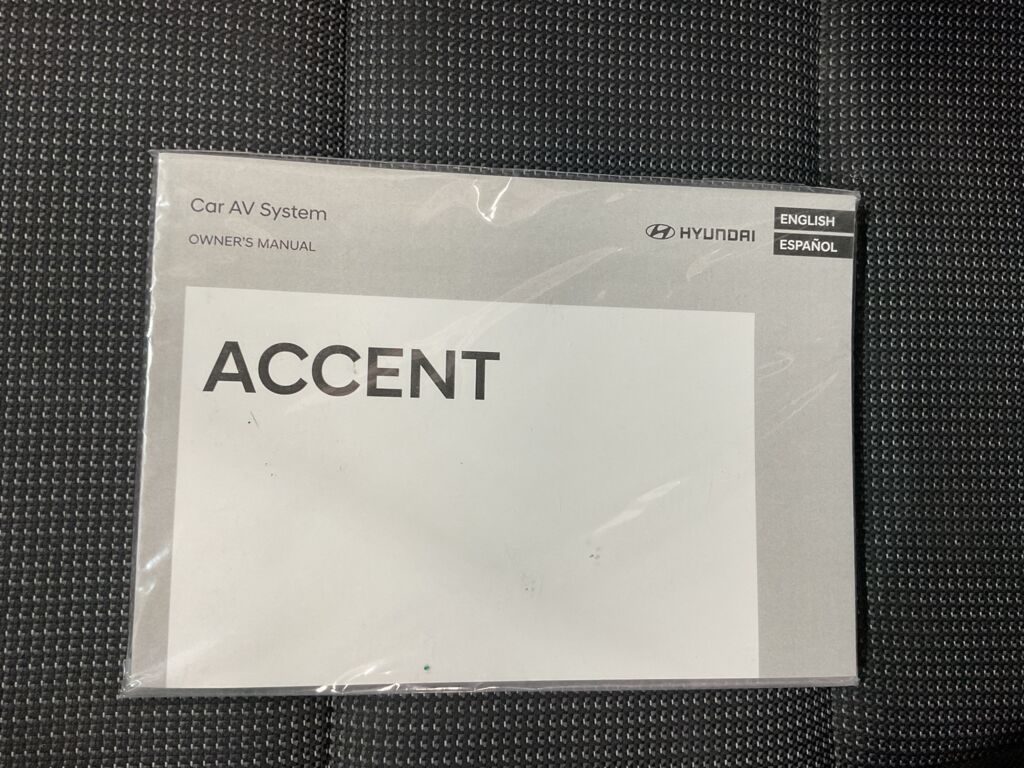 Car AV System
OWNER'S MANUAL
HYUNDAI
ENGLISH
ESPAÑOL
ACCENT